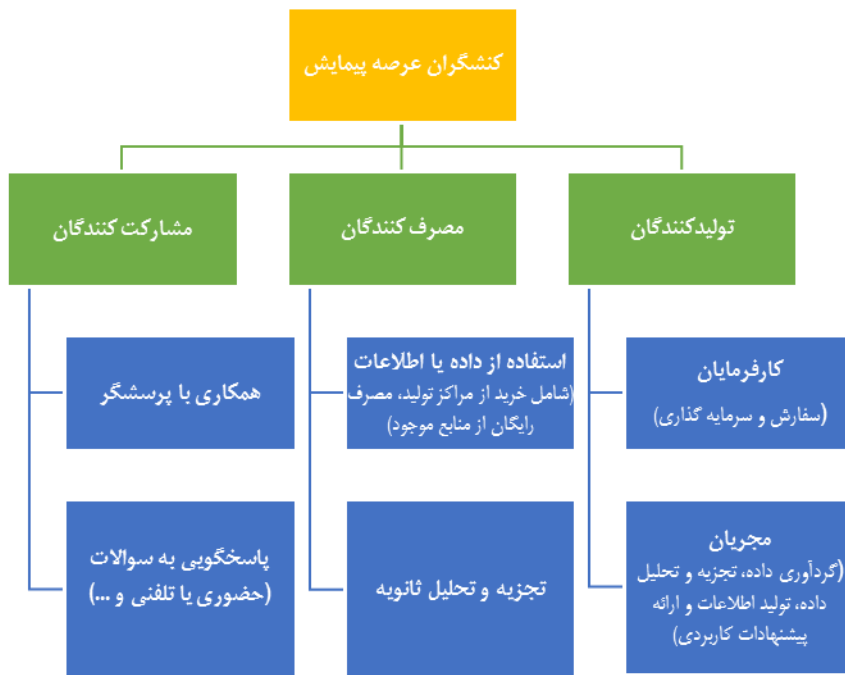 کنشگران عرصه پیمایش
تولیدکنندگان
مصرف کنندگان
مشارکت کنندگان
کارفرمایان
(سفارش و سرمایه گذاری)
استفاده از داده یا اطلاعات
(شامل خرید از مراکز تولید، مصرف
رایگان از منابع موجود)
همکاری با پرسشگر
مجریان
(گردآوری داده، تجزیه و تحلیل
داده، تولید اطلاعات و ارائه
پیشنهادات کاربردی)
تجزیه و تحلیل ثانویه
پاسخگویی به سوالات
(حضوری یا تلفنی و ...)